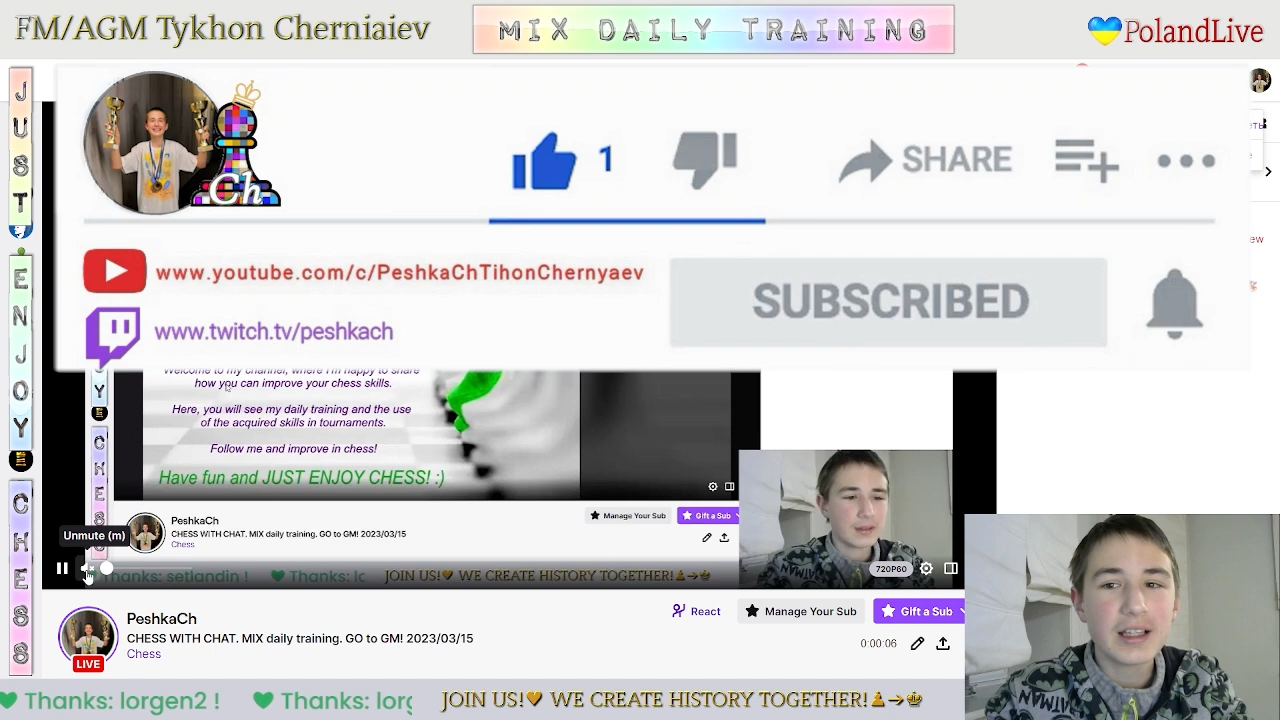 FM/AGM Tykhon Cherniaiev
MIX DAILY TRAINING
PolandLive
JUST
ENJOY
CHESS
Ch
1
SHARE
www.youtube.com/c/PeshkaChTihonChernyaev
SUBSCRIBED
www.twitch.tv/peshkach
how you can improve your chess skills.
Here, you will see my daily training and the use
of the acquired skills in tournaments.
Follow me and improve in chess!
Have fun and JUST ENJOY CHESS! :)
Y
CHESS
PeshkaCh
CHESS WITH CHAT. MIX daily training. GO to GM! 2023/03/15
Chess
Manage Your Sub
Gift a Sub
Unmute (m)
Thanks: setlandin !
Thanks:
JOIN US! WE CREATE HISTORY TOGETHER!
720P60
PeshkaCh
CHESS WITH CHAT. MIX daily training. GO to GM! 2023/03/15
Chess
LIVE
React
Manage Your Sub
Gift a Sub
0:00:06
Thanks: lorgen2 !
Thanks:
JOIN US! WE CREATE HISTORY TOGETHER!
BATMAN